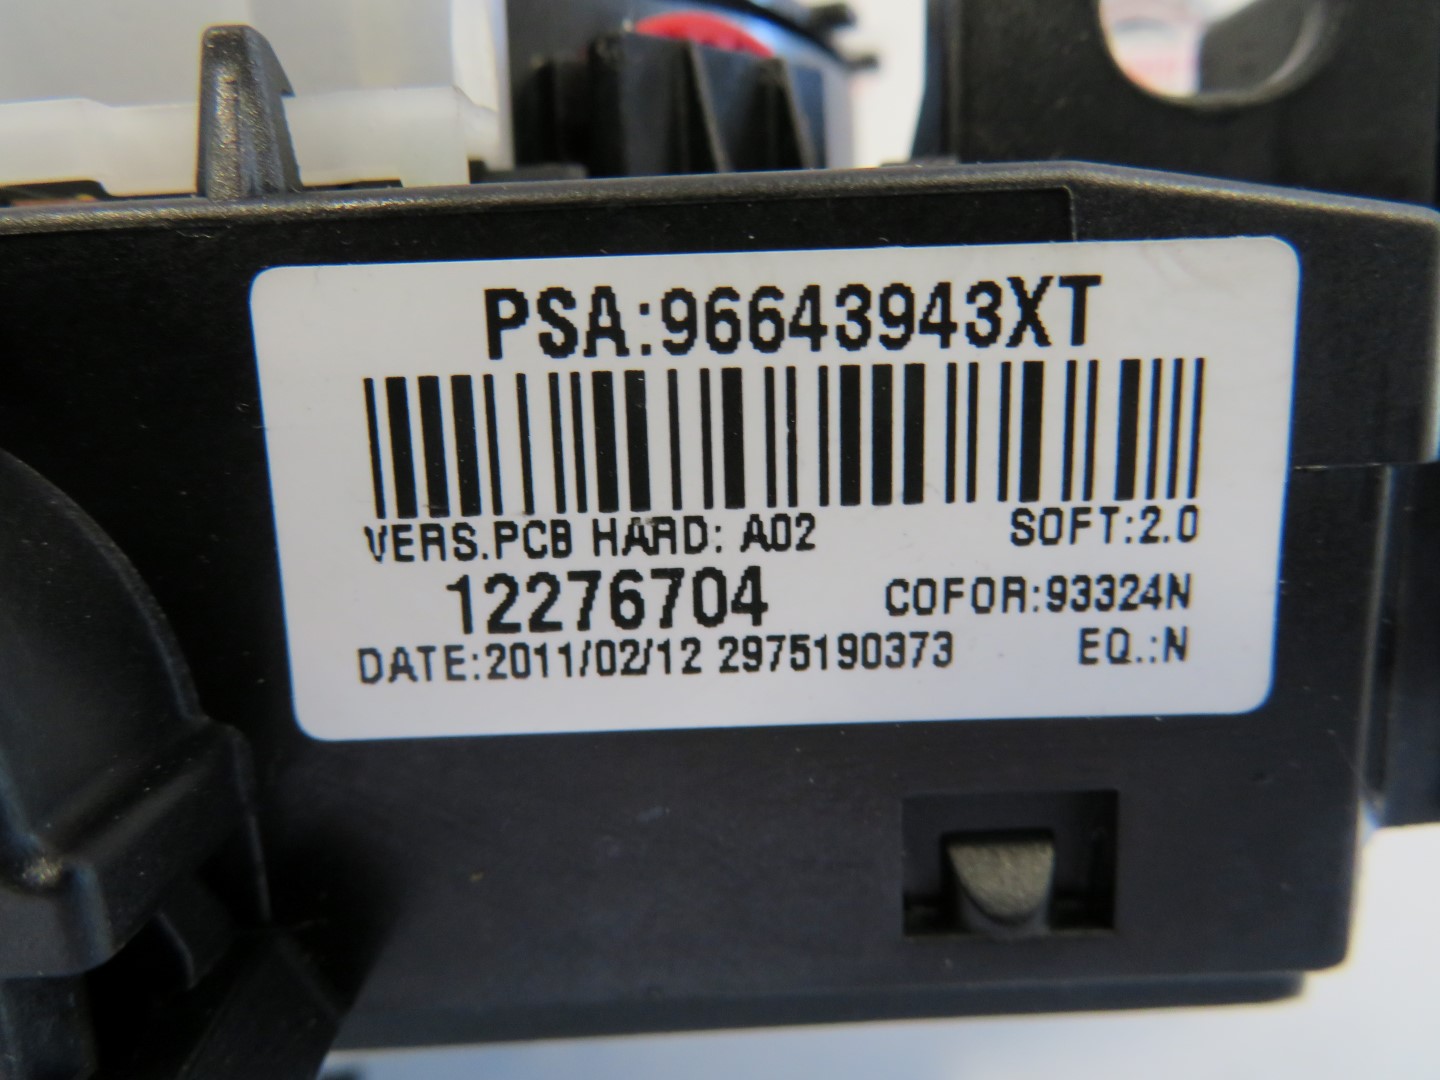 PSA:96643943XT
VERS.PCB HARD: A02 SOFT:2.0
12276704 COFOR:93324N
DATE:2011/02/12 2975190373 EQ.:N